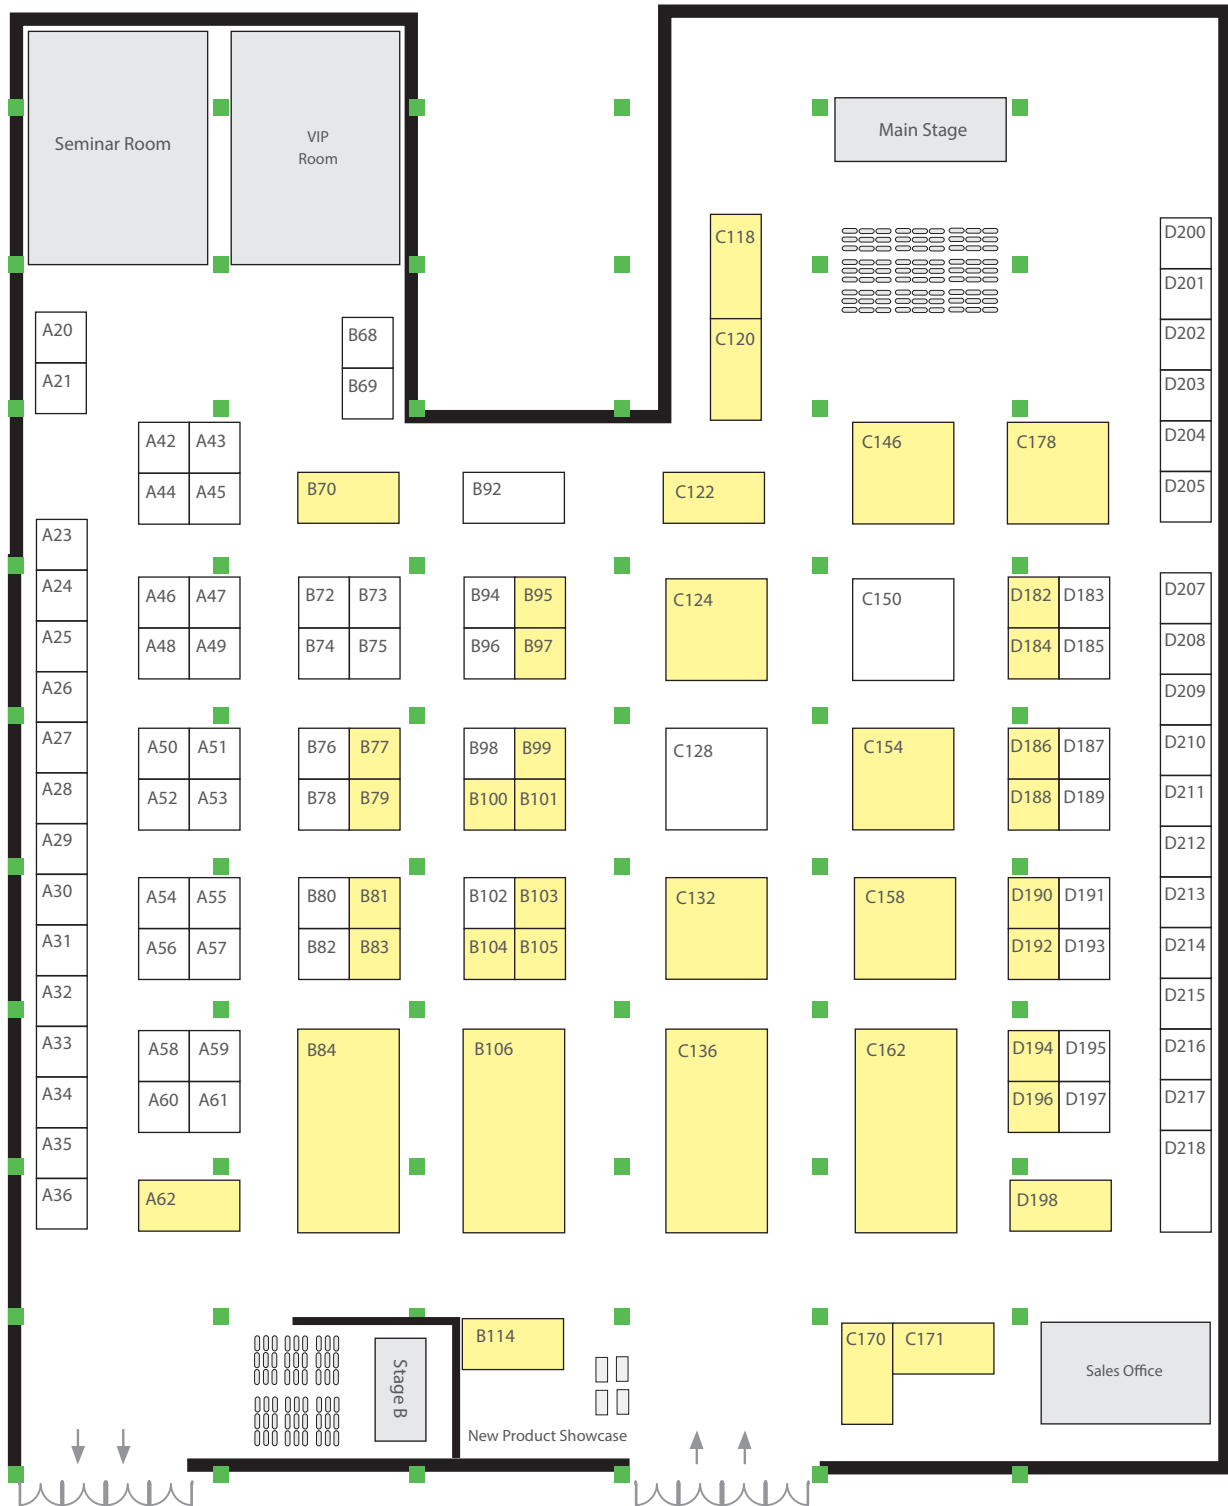 Main Stage
Seminar Room
VIP
Room
C118
D200
D201
A20
B68
C120
D202
A21
B69
D203
A42 A43
C146
C178
D204
A44 A45
B70
B92
C122
D205
A23
A24
A46 A47
B72 B73
B94 B95
C124
C150
D182 D183
D207
A25
A48 A49
B74 B75
B96 B97
D184 D185
D208
A26
D209
A27
A50 A51
B76 B77
B98 B99
C128
C154
D186 D187
D210
A28
A52 A53
B78 B79
B100 B101
D188 D189
D211
A29
D212
A30
A54 A55
B80 B81
B102 B103
C132
C158
D190 D191
D213
A31
A56 A57
B82 B83
B104 B105
D192 D193
D214
A32
D215
A33
A58 A59
B84
B106
C136
C162
D194 D195
D216
A34
A60 A61
D196 D197
D217
A35
D218
A36
A62
D198
B114
C170
C171
Stage B
Sales Office
New Product Showcase